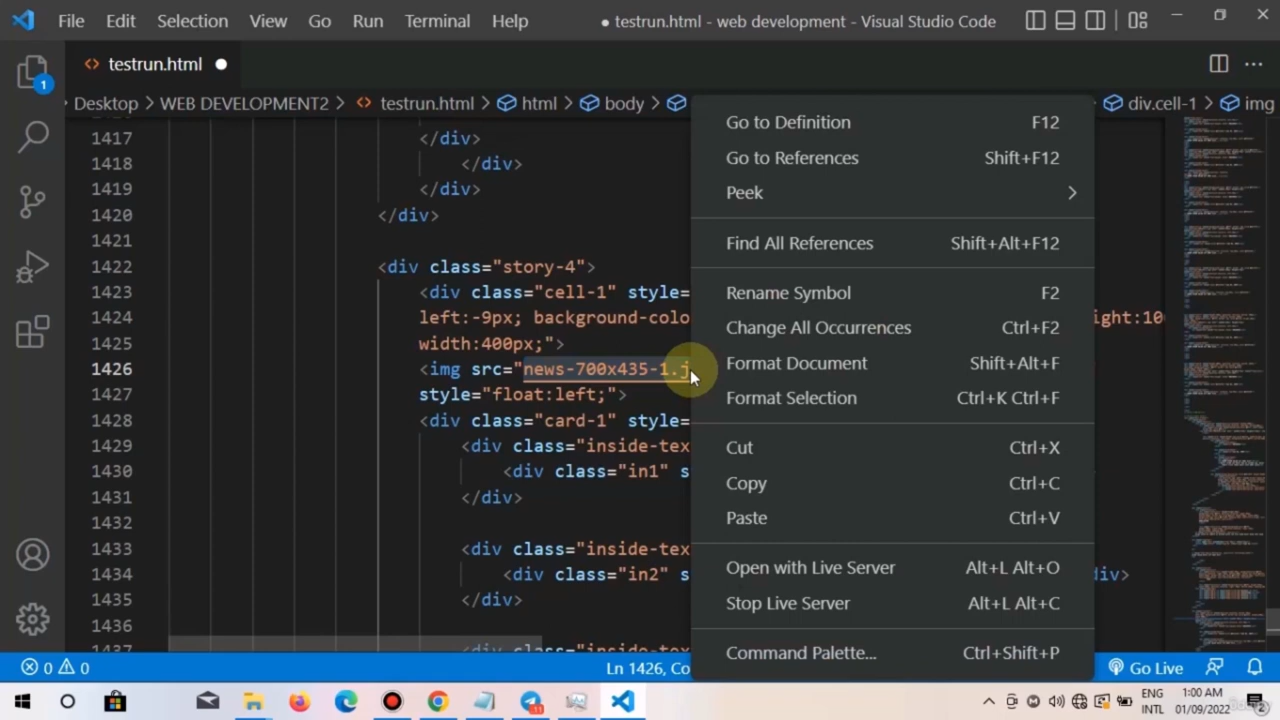 File Edit Selection View Go Run Terminal Help ● testrun.html - web development - Visual Studio Code
<> testrun.html ●
1
Desktop > WEB DEVELOPMENT2 > <> testrun.html > html > body > div.cell-1 > img
1417 </div>
1418 </div>
1419 </div>
1420 </div>
1421
1422 <div class="story-4">
1423 <div class="cell-1" style=
1424 left:-9px; background-colo ight:10
1425 width:400px;">
1426 <img src="news-700x435-1.j
1427 style="float:left;">
1428 <div class="card-1" style=
1429 <div class="inside-tex
1430 <div class="in1" s
1431 </div>
1432
1433 <div class="inside-tex
1434 <div class="in2" s div>
1435 </div>
1436
1437
Go to Definition F12
Go to References Shift+F12
Peek >
Find All References Shift+Alt+F12
Rename Symbol F2
Change All Occurrences Ctrl+F2
Format Document Shift+Alt+F
Format Selection Ctrl+K Ctrl+F
Cut Ctrl+X
Copy Ctrl+C
Paste Ctrl+V
Open with Live Server Alt+L Alt+O
Stop Live Server Alt+L Alt+C
Command Palette... Ctrl+Shift+P
0 0 Ln 1426, Co Go Live
ENG 1:00 AM
INTL 01/09/2022